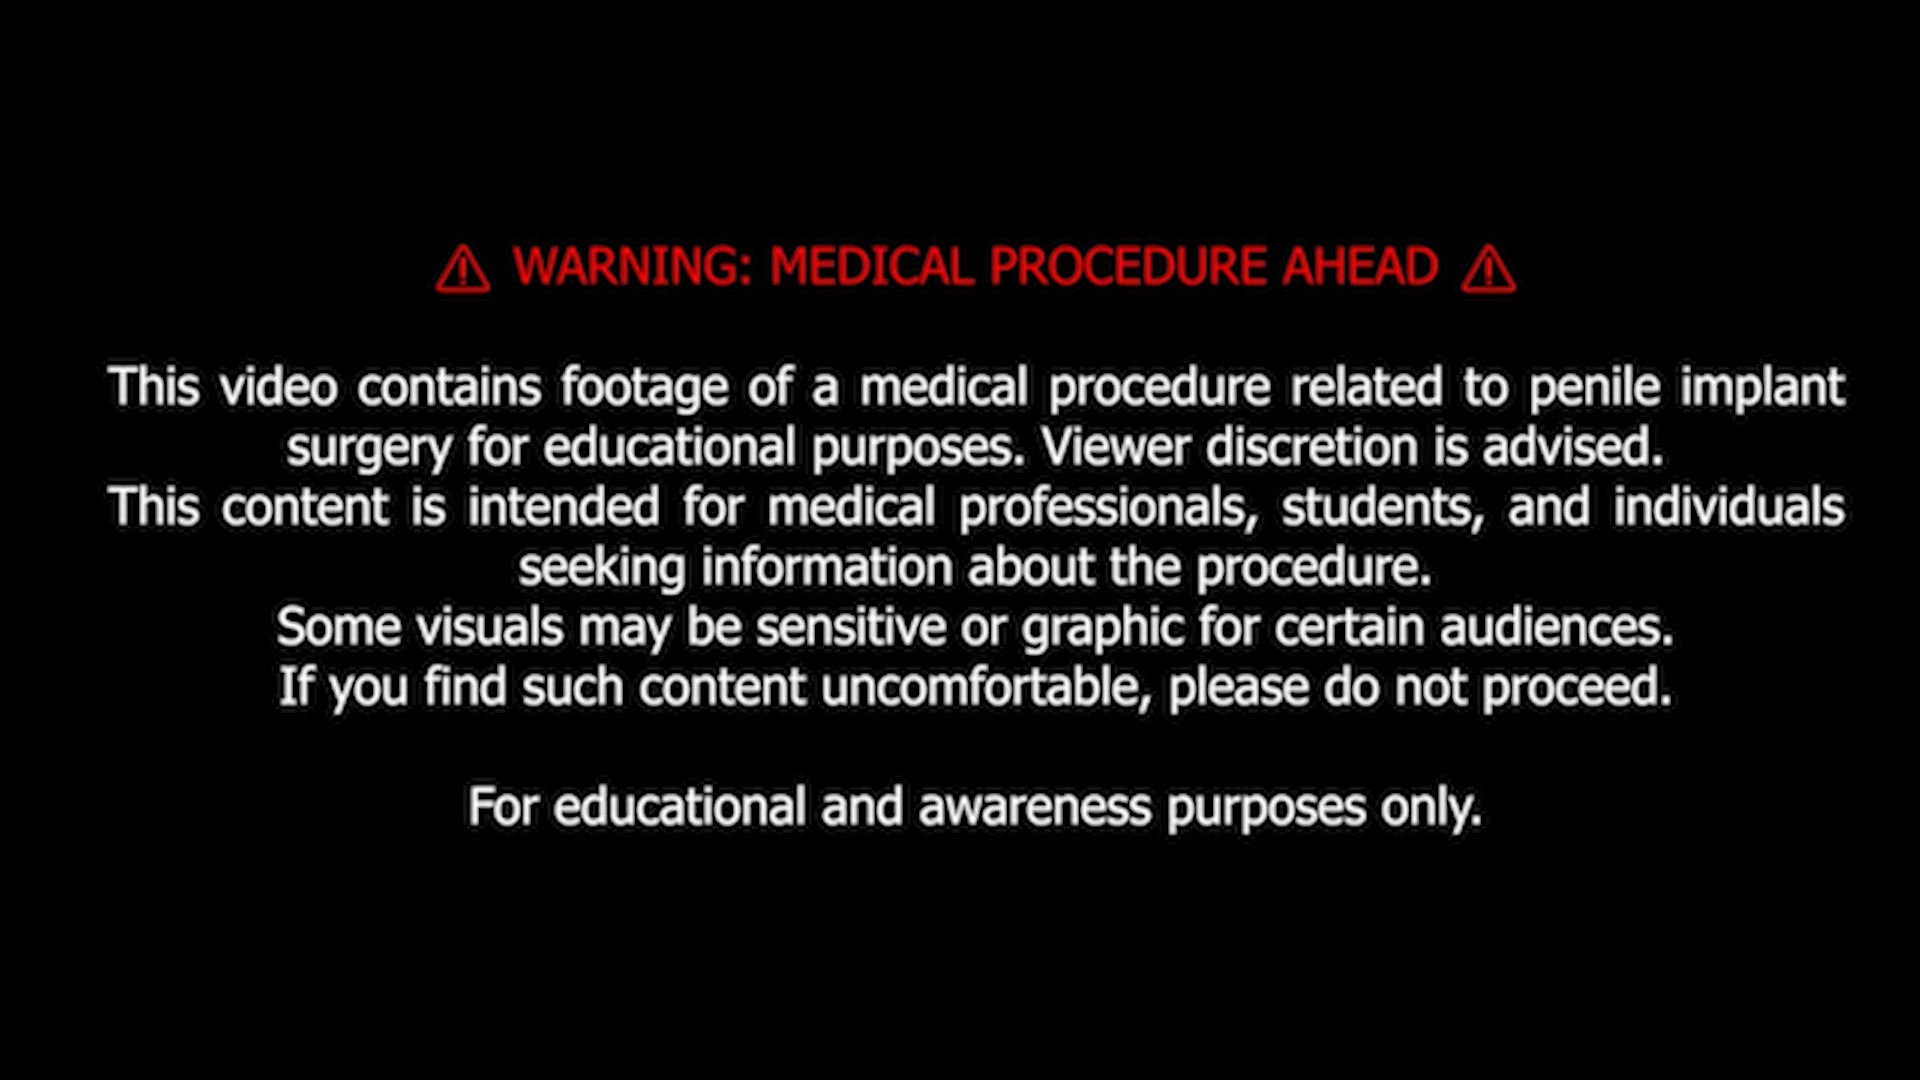 ⚠ WARNING: MEDICAL PROCEDURE AHEAD ⚠
This video contains footage of a medical procedure related to penile implant
surgery for educational purposes. Viewer discretion is advised.
This content is intended for medical professionals, students, and individuals
seeking information about the procedure.
Some visuals may be sensitive or graphic for certain audiences.
If you find such content uncomfortable, please do not proceed.
For educational and awareness purposes only.